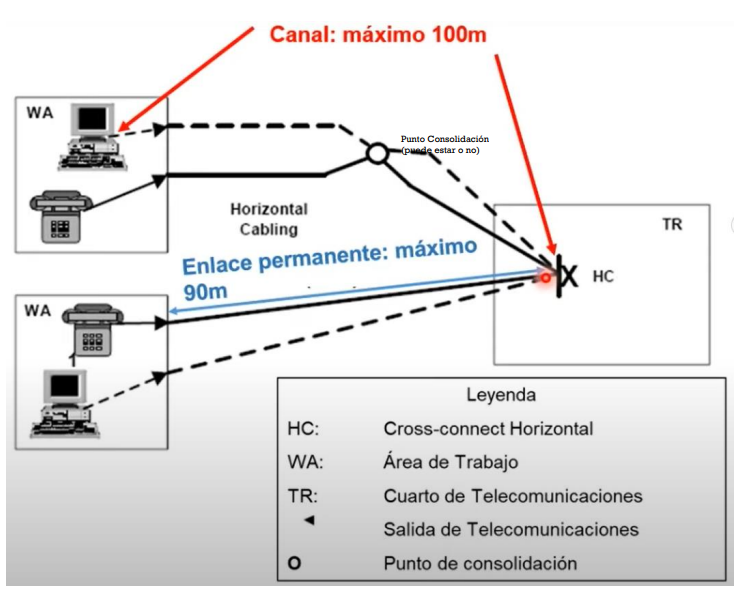 Canal: máximo 100m
WA
Punto Consolidación
(puede estar o no)
Horizontal
Cabling
TR
Enlace permanente: máximo
90m
HC
WA
Leyenda
HC: Cross-connect Horizontal
WA: Área de Trabajo
TR: Cuarto de Telecomunicaciones
Salida de Telecomunicaciones
O Punto de consolidación